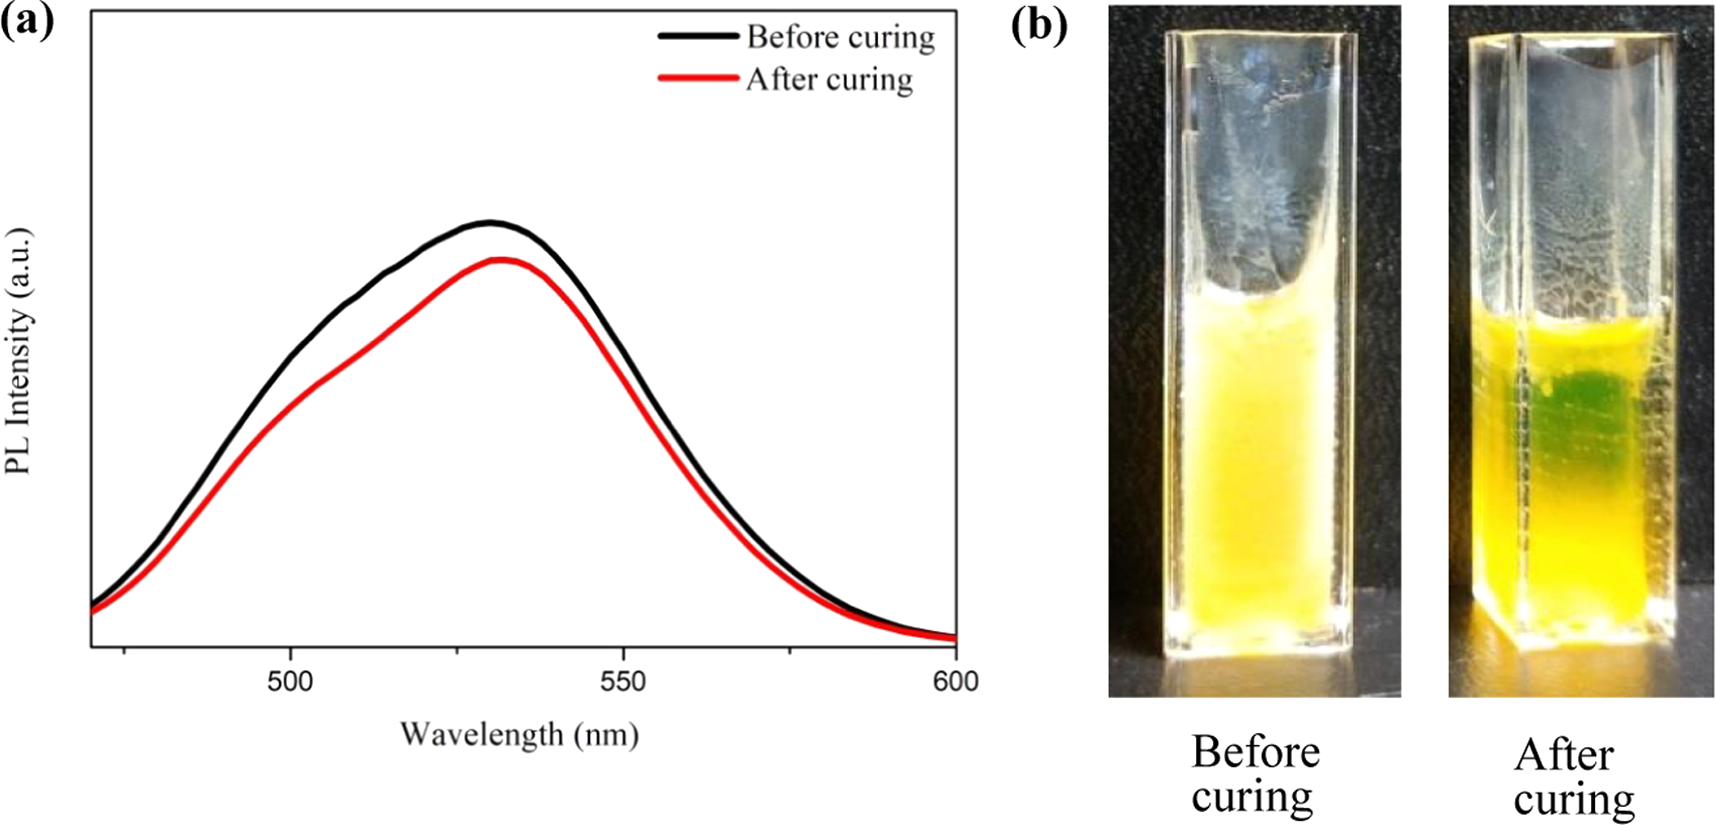 (a)
Before curing
After curing
PL Intensity (a.u.)
500
550
600
Wavelength (nm)
(b)
Before
curing
After
curing